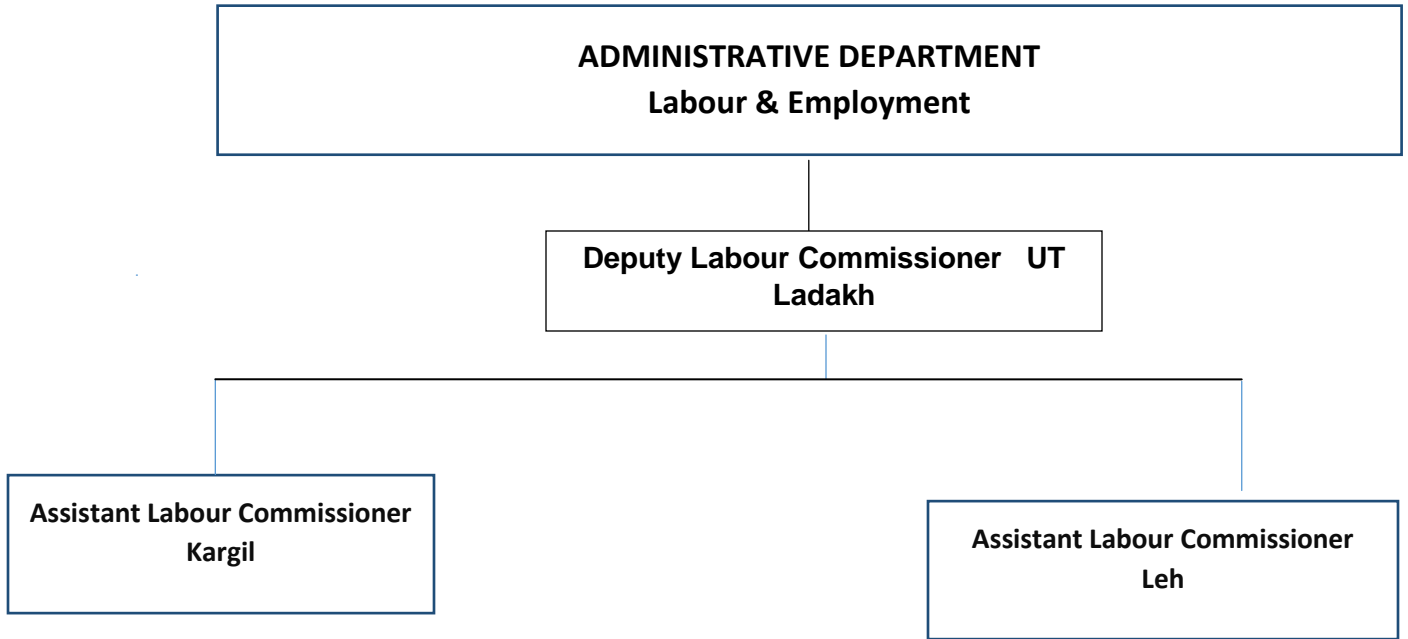 ADMINISTRATIVE DEPARTMENT
Labour & Employment
Deputy Labour Commissioner UT
Ladakh
Assistant Labour Commissioner
Kargil
Assistant Labour Commissioner
Leh